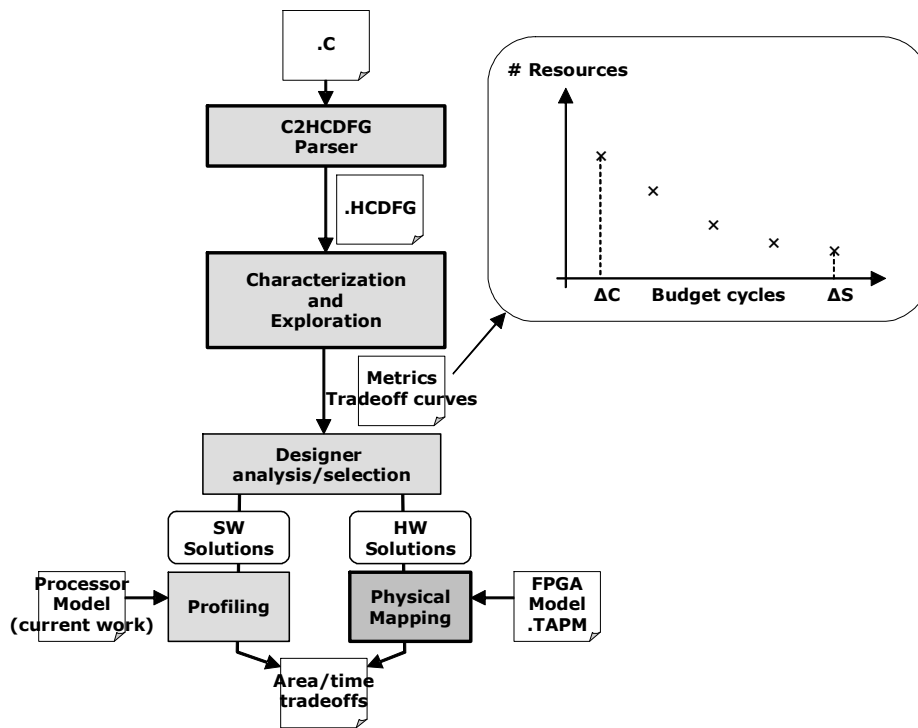 .C
C2HCDFG
Parser
.HCDFG
Characterization
and
Exploration
Metrics
Tradeoff curves
# Resources
ΔC
Budget cycles
ΔS
Designer
analysis/selection
SW
Solutions
HW
Solutions
Processor
Model
(current work)
Profiling
Physical
Mapping
FPGA
Model
.TAPM
Area/time
tradeoffs